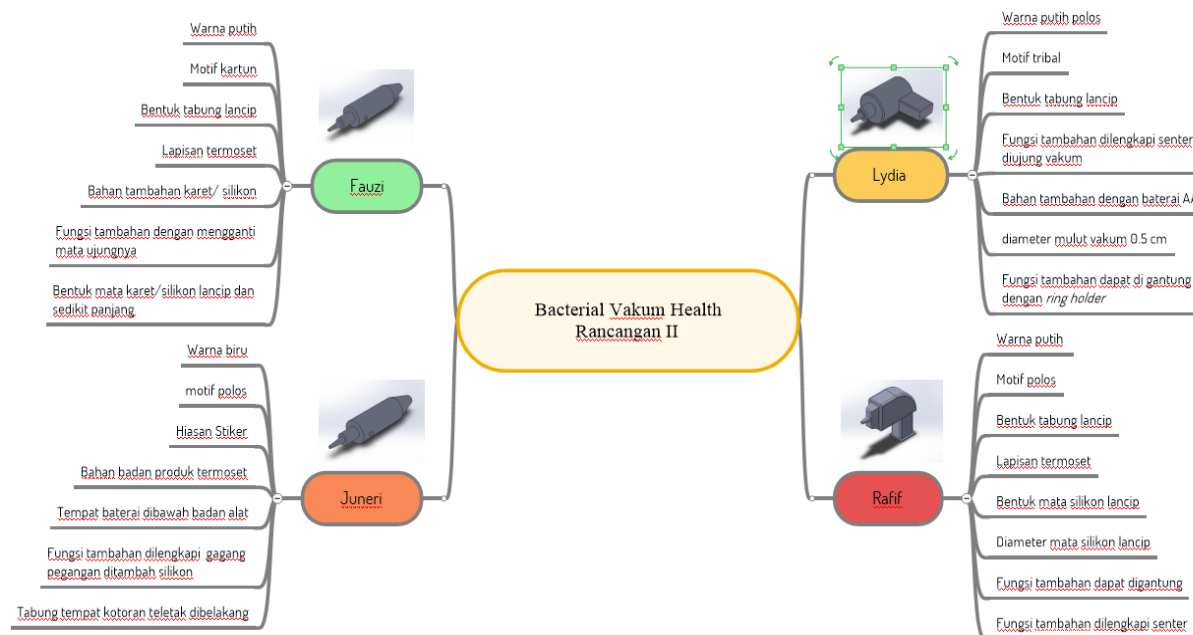 Warna putih
Motif kartun
Bentuk tabung lancip
Lapisan termoset
Bahan tambahan karet/ silikon
Fungsi tambahan dengan mengganti
mata ujungnya
Bentuk mata karet/silikon lancip dan
sedikit panjang
Fauzi
Warna biru
motif polos
Hiasan Stiker
Bahan badan produk termoset
Tempat baterai dibawah badan alat
Fungsi tambahan dilengkapi gagang
pegangan ditambah silikon
Tabung tempat kotoran teletak dibelakang
Juneri
Bacterial Vakum Health
Rancangan II
Lydia
Warna putih polos
Motif tribal
Bentuk tabung lancip
Fungsi tambahan dilengkapi senter
diujung vakum
Bahan tambahan dengan baterai AA
diameter mulut vakum 0.5 cm
Fungsi tambahan dapat di gantung
dengan ring holder
Rafif
Warna putih
Motif polos
Bentuk tabung lancip
Lapisan termoset
Bentuk mata silikon lancip
Diameter mata silikon lancip
Fungsi tambahan dapat digantung
Fungsi tambahan dilengkapi senter